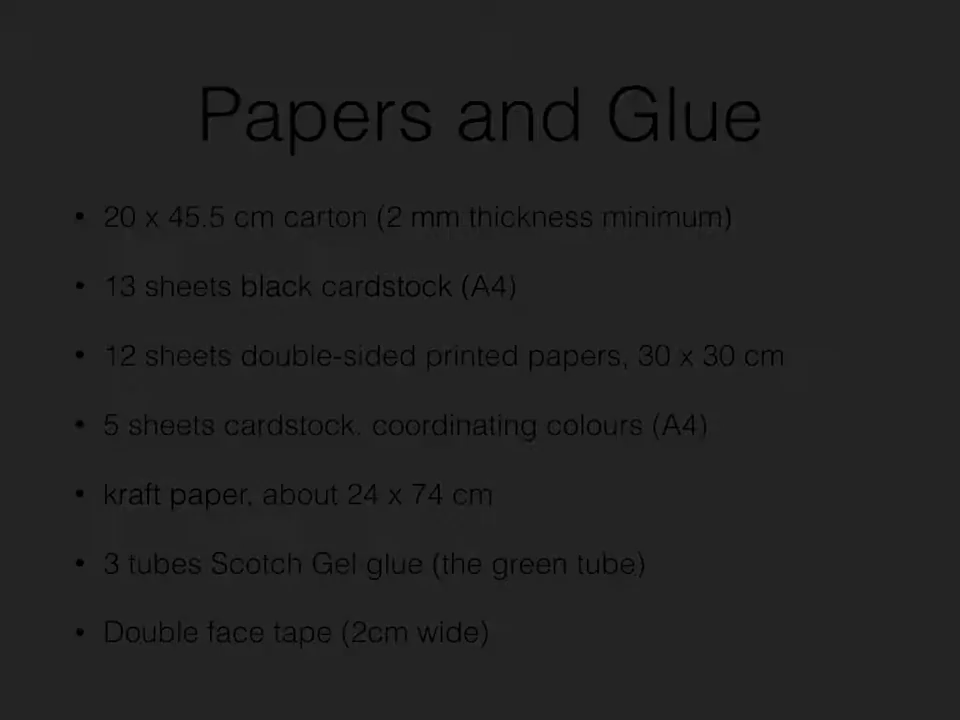 Papers and Glue
• 20 x 45.5 cm carton (2 mm thickness minimum)
• 13 sheets black cardstock (A4)
• 12 sheets double-sided printed papers, 30 x 30 cm
• 5 sheets cardstock. coordinating colours (A4)
• kraft paper, about 24 x 74 cm
• 3 tubes Scotch Gel glue (the green tube)
• Double face tape (2cm wide)